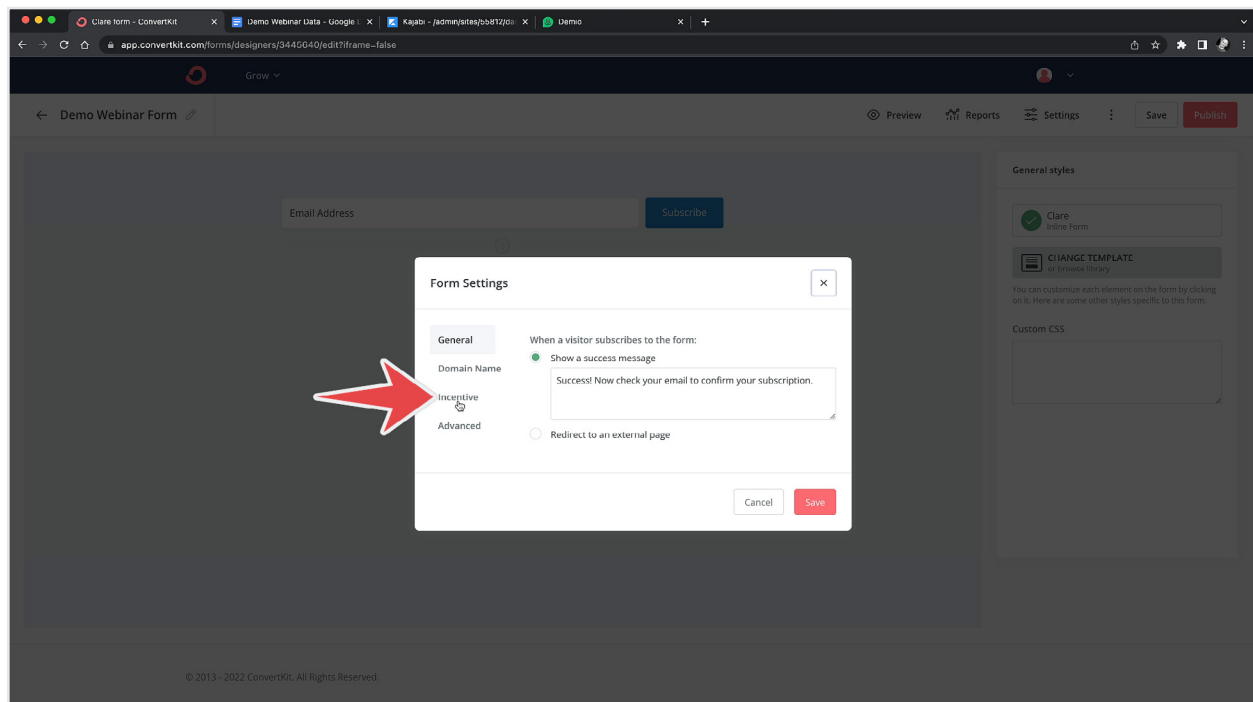 Clare form - ConvertKit
Demo Webinar Data - Google D
Kajabi - /admin/sites/55812/da
Demio
app.convertkit.com/forms/designers/3445640/edit?iframe=false
Grow
Demo Webinar Form
Preview
Reports
Settings
Save
Publish
General styles
Email Address
Subscribe
Clare
Inline Form
CHANGE TEMPLATE
or browse library
You can customize each element on the form by clicking
on it. Here are some other styles specific to this form.
Custom CSS
Form Settings
General
Domain Name
Incentive
Advanced
When a visitor subscribes to the form:
Show a success message
Success! Now check your email to confirm your subscription.
Redirect to an external page
Cancel
Save
© 2013 - 2022 ConvertKit. All Rights Reserved.